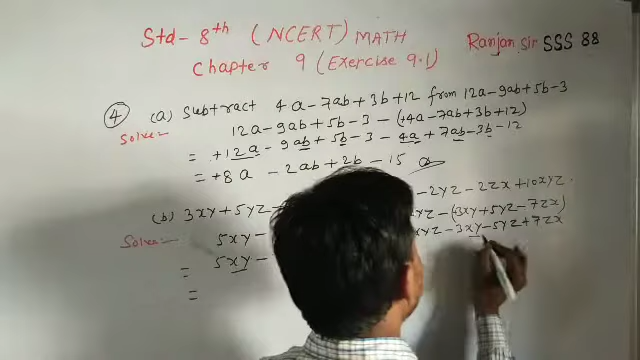 Std- 8th (NCERT) MATH
Chapter 9 (Exercise 9.1)
Ranjan sir SSS 88
④ (a) Subtract 4a-7ab+3b+12 from 12a-9ab+5b-3
Solve=
12a-9ab+5b-3-(+4a-7ab+3b+12)
= +12a-9ab+5b-3-4a+7ab-3b-12
= +8a -2ab+2b-15
(b) 3xy+5yz -2yz-2zx+10xyz.
Solve=
5xy- yz-(3xy+5yz-7zx)
= 5xy- xyz-3xy-5yz+7zx
=